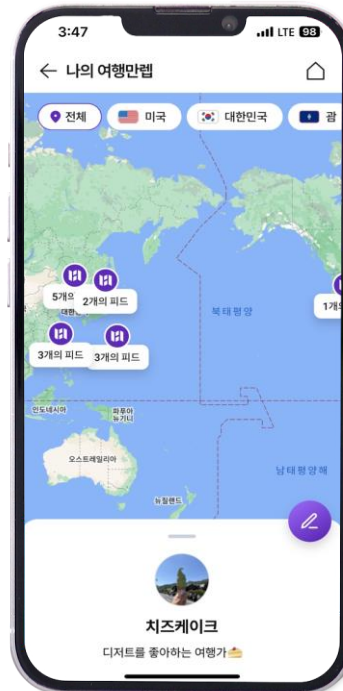 3:47 LTE 98
← 나의 여행만렙
전체 미국 대한민국 괌
5개의
2개의 피드
대한
북태평양
1개
3개의 피드
3개의 피드
인도네시아
파푸아
뉴기니
오스트레일리아
남태평양해
뉴질랜드
치즈케이크
디저트를 좋아하는 여행가🍰